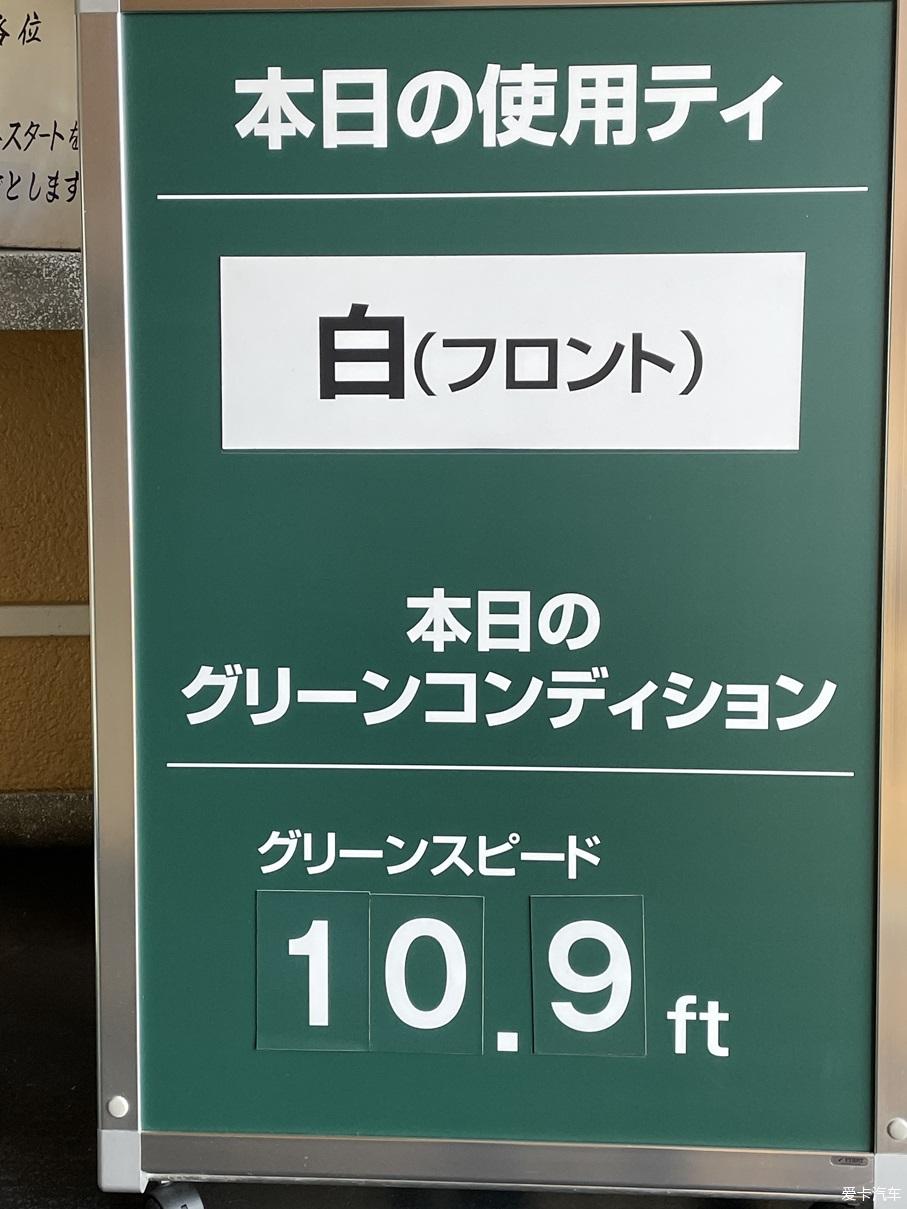 各位
スタートを
とします
本日の使用ティ
白(フロント)
本日の
グリーンコンディション
グリーンスピード
10.9 ft
爱卡汽车